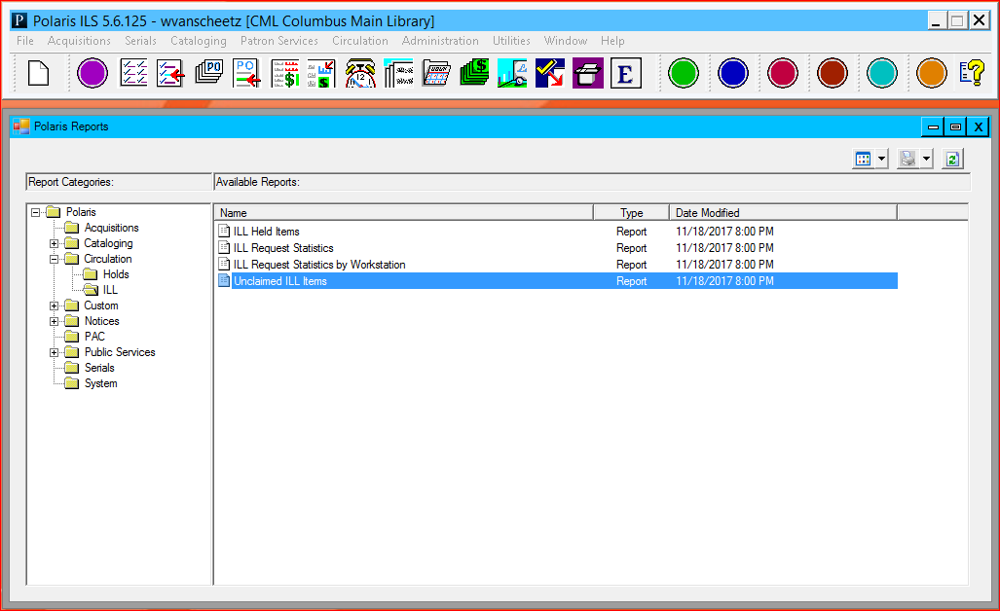 P Polaris ILS 5.6.125 - wvanscheetz [CML Columbus Main Library]
File Acquisitions Serials Cataloging Patron Services Circulation Administration Utilities Window Help
PO PO 12 E
Polaris Reports
Report Categories: Available Reports:
Polaris
Acquisitions
Cataloging
Circulation
Holds
ILL
Custom
Notices
PAC
Public Services
Serials
System
Name Type Date Modified
ILL Held Items Report 11/18/2017 8:00 PM
ILL Request Statistics Report 11/18/2017 8:00 PM
ILL Request Statistics by Workstation Report 11/18/2017 8:00 PM
Unclaimed ILL Items Report 11/18/2017 8:00 PM